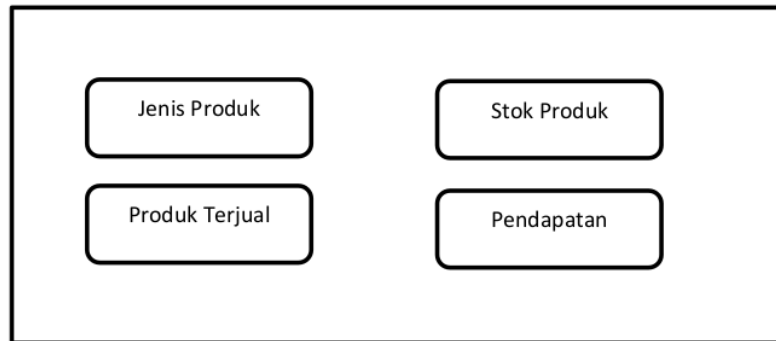 Jenis Produk
Stok Produk
Produk Terjual
Pendapatan